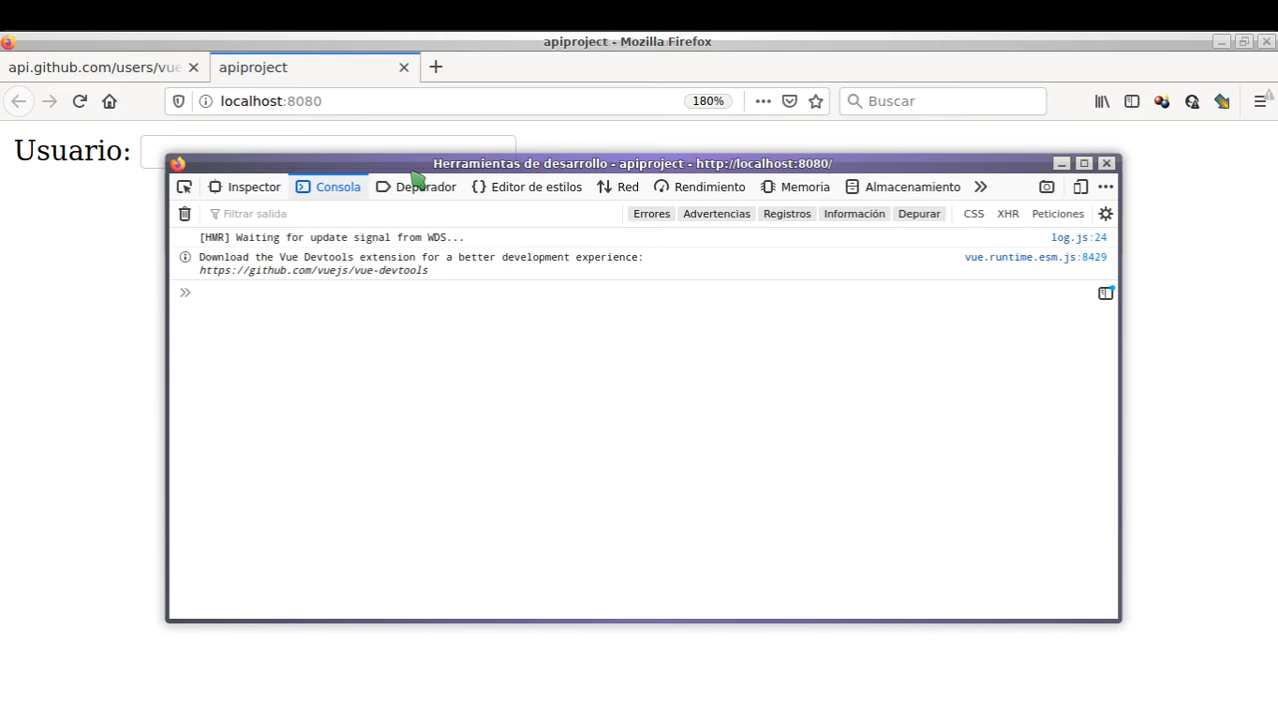 apiproject - Mozilla Firefox
api.github.com/users/vue
apiproject
localhost:8080
180%
Buscar
Usuario:
Herramientas de desarrollo - apiproject - http://localhost:8080/
Inspector
Consola
Depurador
Editor de estilos
Red
Rendimiento
Memoria
Almacenamiento
Filtrar salida
Errores
Advertencias
Registros
Información
Depurar
CSS
XHR
Peticiones
[HMR] Waiting for update signal from WDS...
log.js:24
Download the Vue Devtools extension for a better development experience:
vue.runtime.esm.js:8429
https://github.com/vuejs/vue-devtools